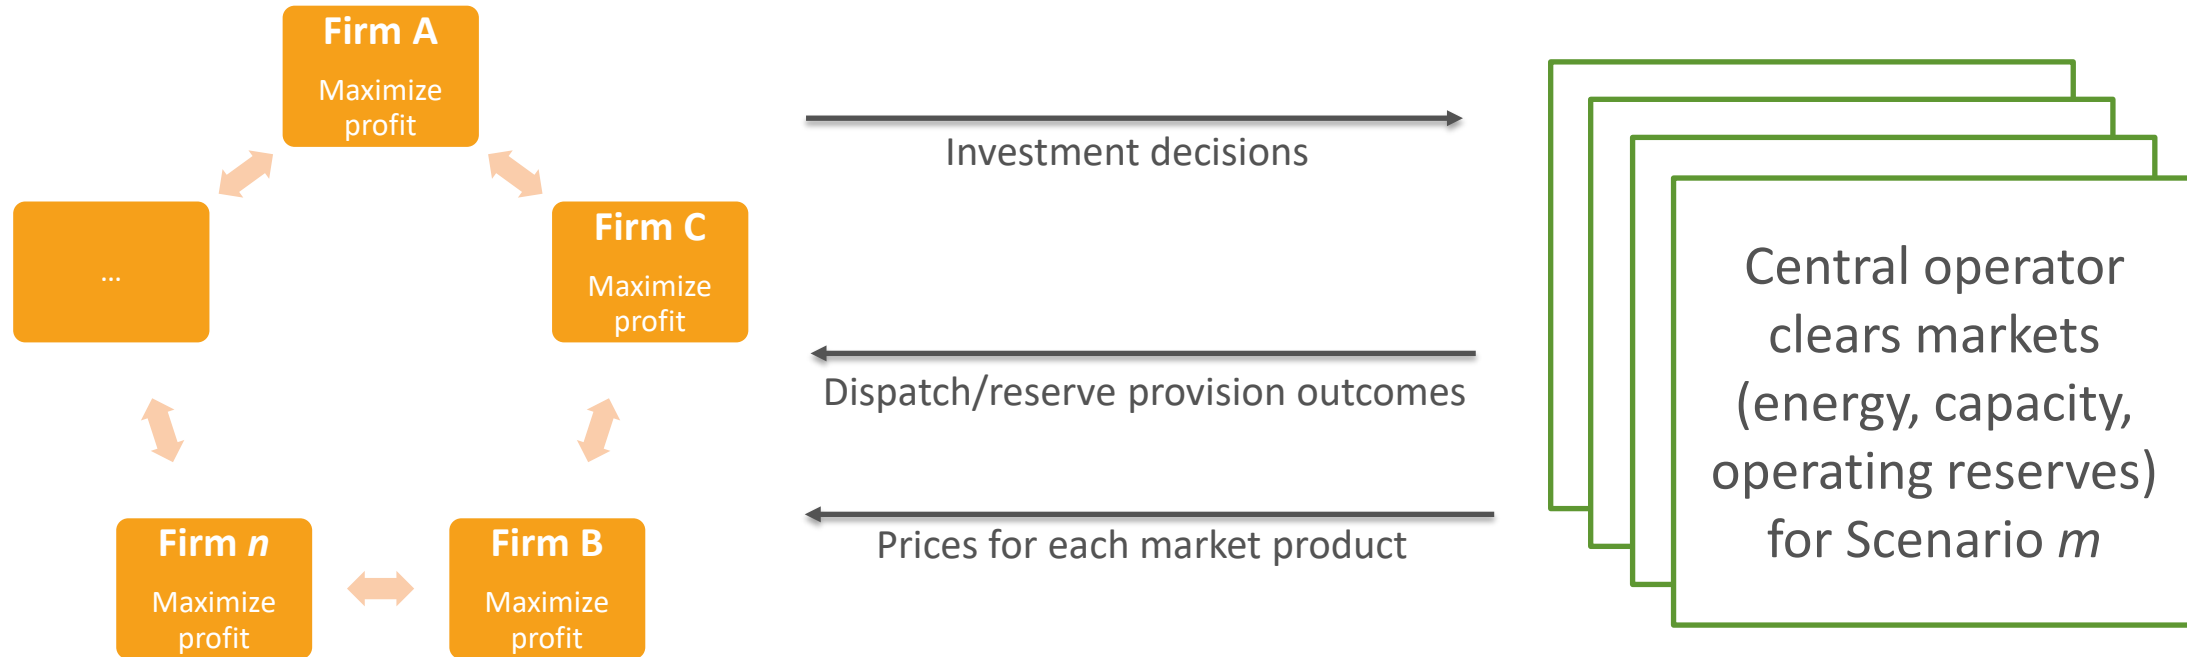 Firm A
Maximize
profit
...
Firm C
Maximize
profit
Firm n
Maximize
profit
Firm B
Maximize
profit
Investment decisions
Dispatch/reserve provision outcomes
Prices for each market product
Central operator
clears markets
(energy, capacity,
operating reserves)
for Scenario m